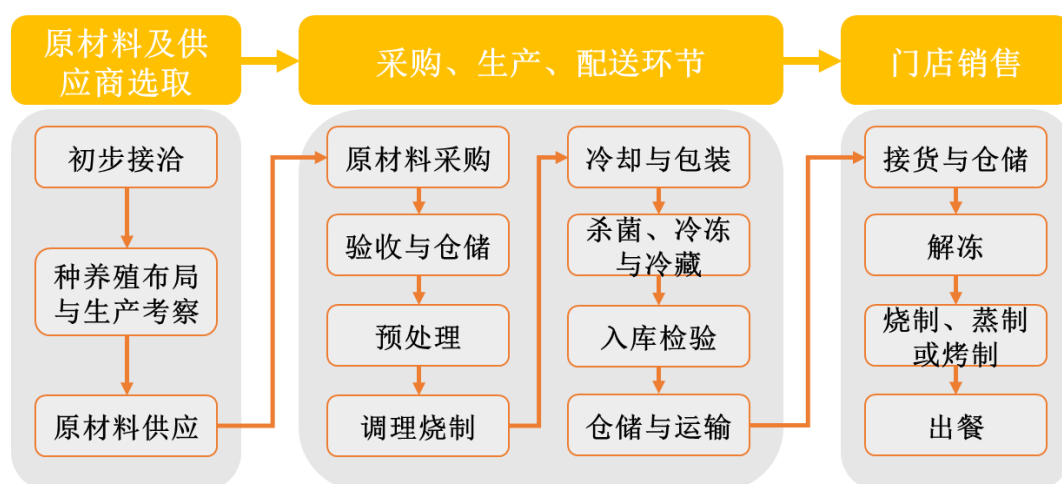 原材料及供
应商选取
采购、生产、配送环节
门店销售
初步接洽
种养殖布局
与生产考察
原材料供应
原材料采购
验收与仓储
预处理
调理烧制
冷却与包装
杀菌、冷冻
与冷藏
入库检验
仓储与运输
接货与仓储
解冻
烧制、蒸制
或烤制
出餐